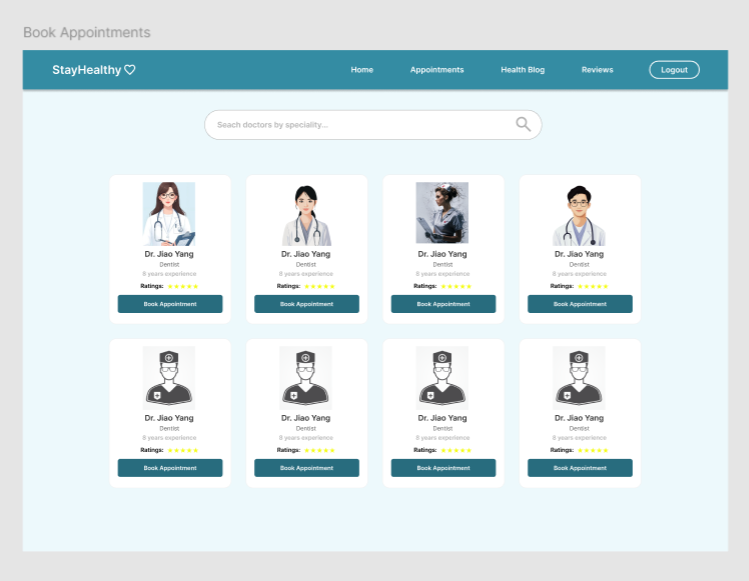 Book Appointments
StayHealthy
Home
Appointments
Health Blog
Reviews
Logout
Seach doctors by speciality...
Dr. Jiao Yang
Dentist
8 years experience
Ratings:
Book Appointment
Dr. Jiao Yang
Dentist
8 years experience
Ratings:
Book Appointment
Dr. Jiao Yang
Dentist
9 years experience
Ratings:
Book Appointment
Dr. Jiao Yang
Dentist
8 years experience
Ratings:
Book Appointment
Dr. Jiao Yang
Dentist
8 years experience
Ratings:
Book Appointment
Dr. Jiao Yang
Dentist
8 years experience
Ratings:
Book Appointment
Dr. Jiao Yang
Dentist
8 years experience
Ratings:
Book Appointment
Dr. Jiao Yang
Dentist
8 years experience
Ratings:
Book Appointment